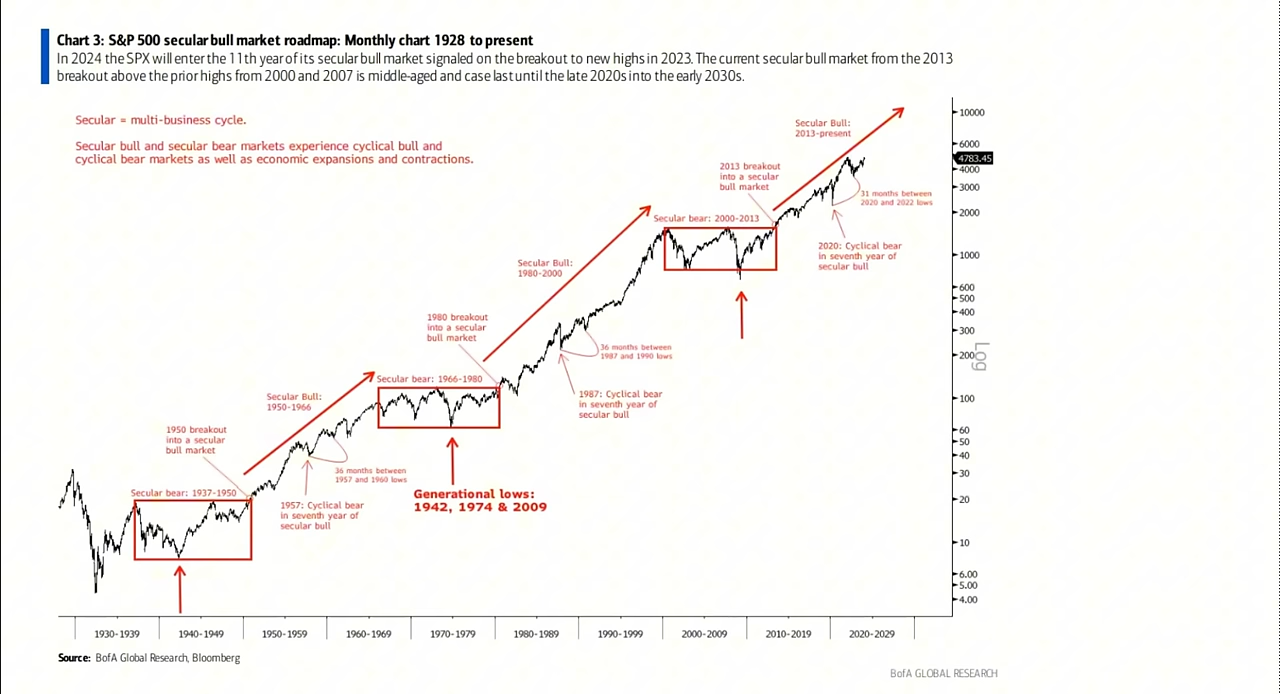 Chart 3: S&P 500 secular bull market roadmap: Monthly chart 1928 to present
In 2024 the SPX will enter the 11th year of its secular bull market signaled on the breakout to new highs in 2023. The current secular bull market from the 2013
breakout above the prior highs from 2000 and 2007 is middle-aged and case last until the late 2020s into the early 2030s.
Secular = multi-business cycle.
Secular bull and secular bear markets experience cyclical bull and
cyclical bear markets as well as economic expansions and contractions.
Secular Bull:
2013-present
2013 breakout
into a secular
bull market
31 months between
2020 and 2022 lows
Secular bear: 2000-2013
2020: Cyclical bear
in seventh year of
secular bull
Secular Bull:
1980-2000
1980 breakout
into a secular
bull market
36 months between
1987 and 1990 lows
Secular bear: 1966-1980
1987: Cyclical bear
in seventh year of
secular bull
Secular Bull:
1950-1966
1950 breakout
into a secular
bull market
36 months between
1957 and 1960 lows
Secular bear: 1937-1950
1957: Cyclical bear
in seventh year of
secular bull
Generational lows:
1942, 1974 & 2009
10000
6000
4783.45
4000
3000
2000
1000
600
500
400
300
200
100
60
50
40
30
20
10
6.00
5.00
4.00
Log
1930-1939 1940-1949 1950-1959 1960-1969 1970-1979 1980-1989 1990-1999 2000-2009 2010-2019 2020-2029
Source: BofA Global Research, Bloomberg
BofA GLOBAL RESEARCH